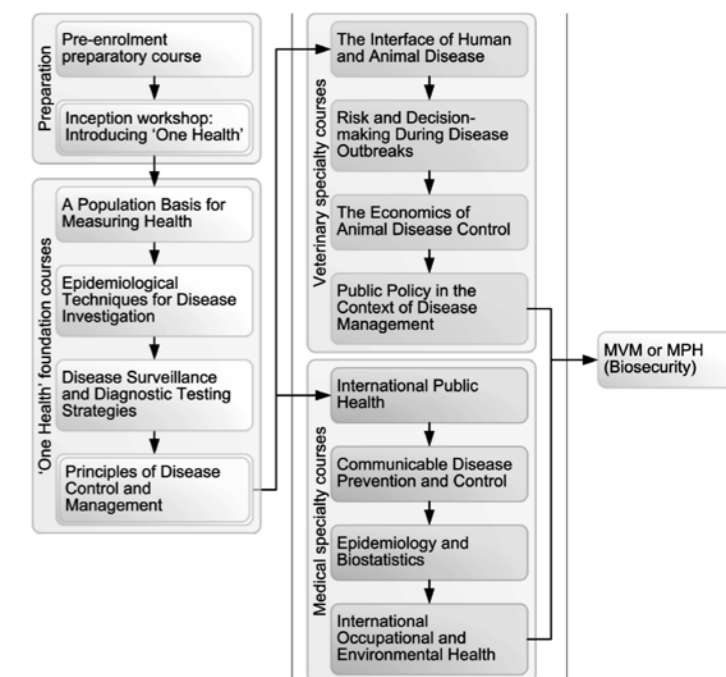 Preparation
Pre-enrolment
preparatory course
Inception workshop:
Introducing ‘One Health’
‘One Health’ foundation courses
A Population Basis for
Measuring Health
Epidemiological
Techniques for Disease
Investigation
Disease Surveillance
and Diagnostic Testing
Strategies
Principles of Disease
Control and
Management
Veterinary specialty courses
The Interface of Human
and Animal Disease
Risk and Decision-
making During Disease
Outbreaks
The Economics of
Animal Disease Control
Public Policy in the
Context of Disease
Management
Medical specialty courses
International Public
Health
Communicable Disease
Prevention and Control
Epidemiology and
Biostatistics
International
Occupational and
Environmental Health
MVM or MPH
(Biosecurity)